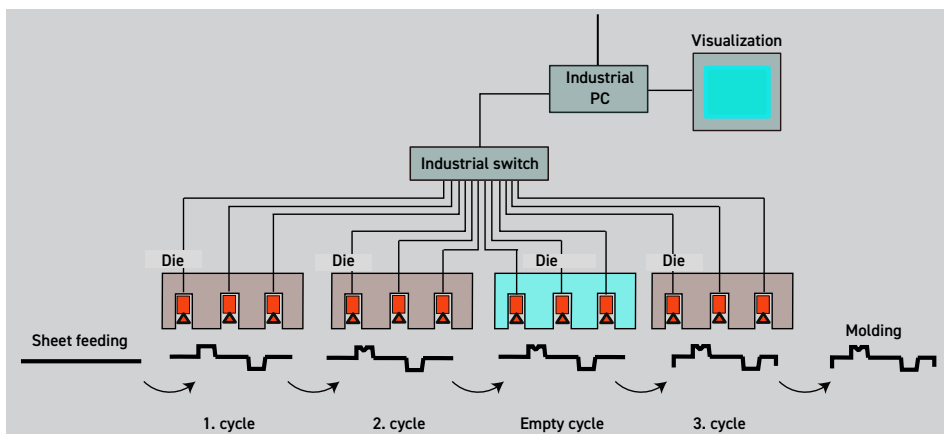 Visualization
Industrial
PC
Industrial switch
Die
Die
Die
Die
Sheet feeding
Molding
1. cycle
2. cycle
Empty cycle
3. cycle